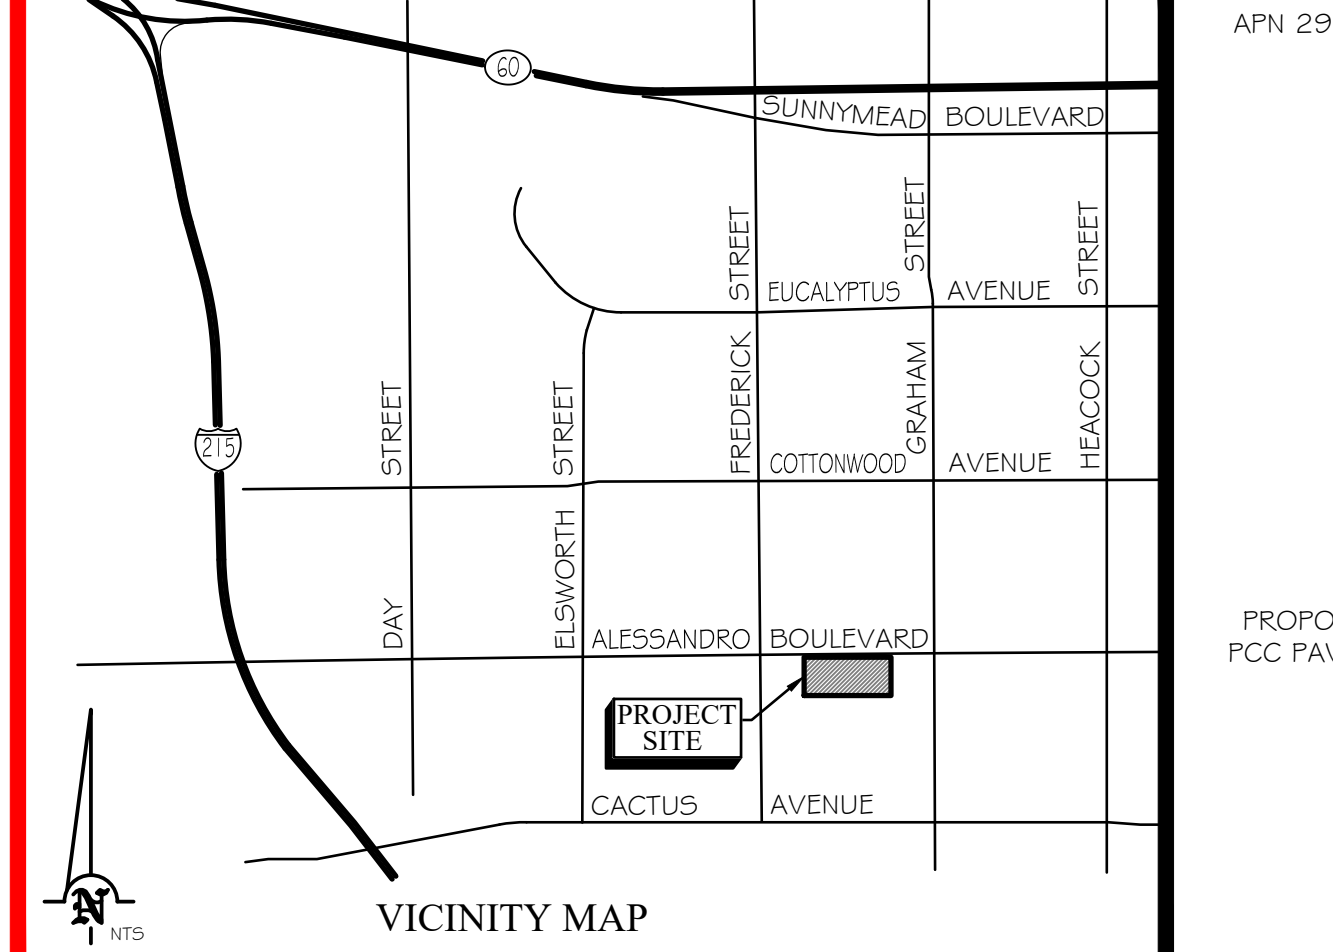 APN 29
60
SUNNYMEAD BOULEVARD
STREET
STREET
STREET
EUCALYPTUS AVENUE
FREDERICK
GRAHAM
HEACOCK
STREET
STREET
215
COTTONWOOD AVENUE
DAY
ELSWORTH
ALESSANDRO BOULEVARD
PROPO
PCC PAV
PROJECT
SITE
CACTUS AVENUE
N
NTS
VICINITY MAP